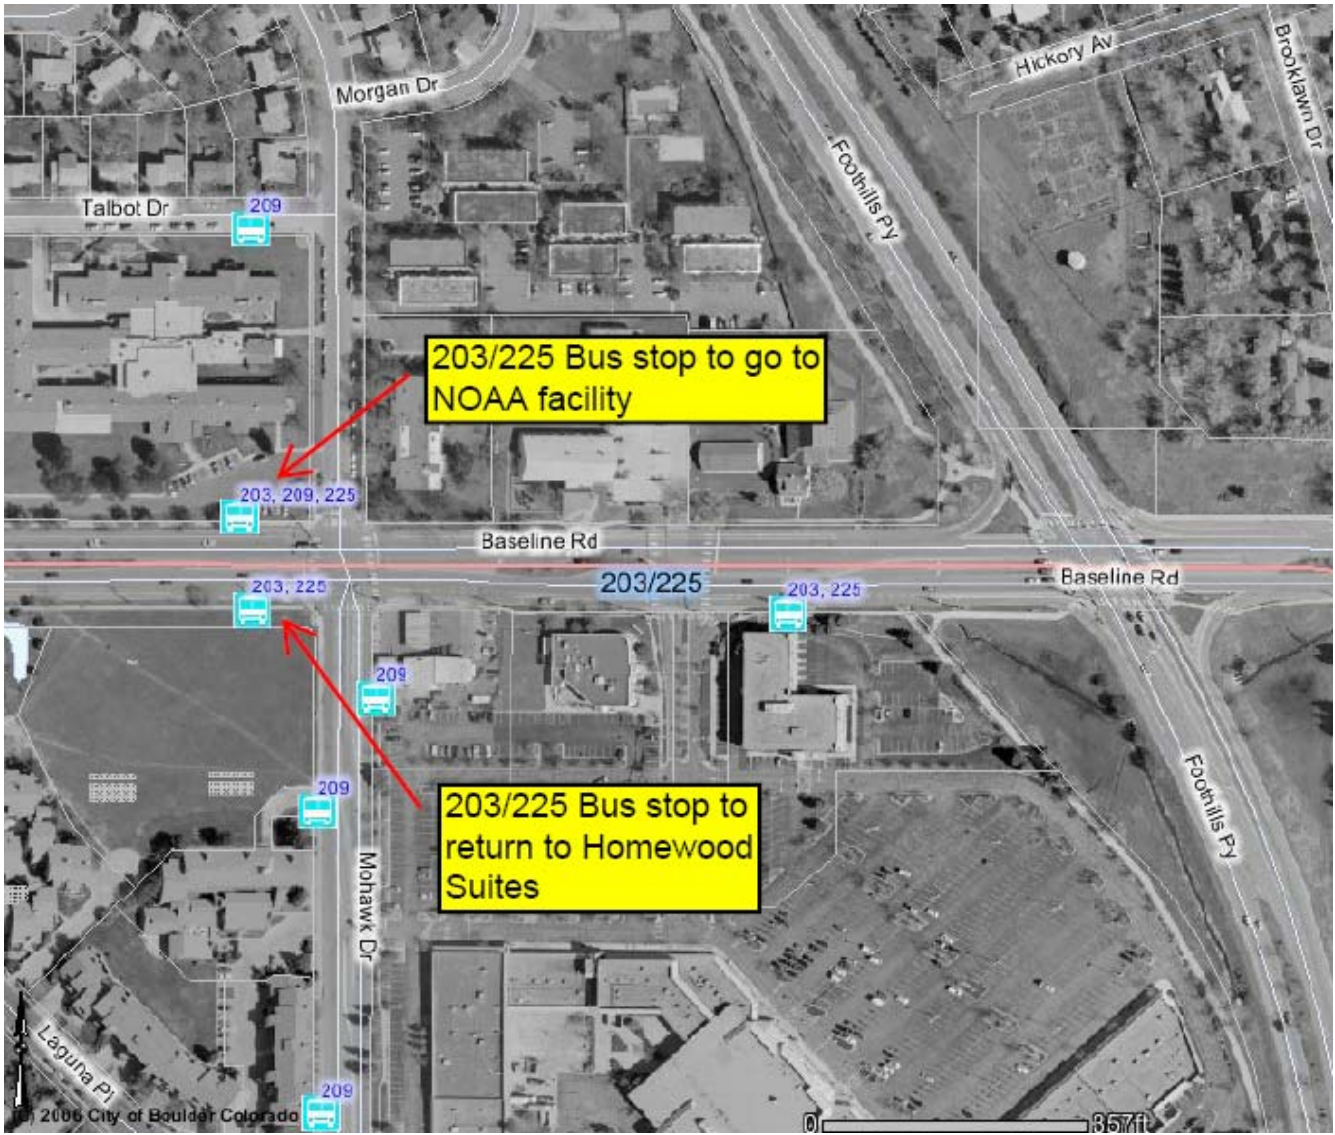 Morgan Dr
Hickory Av
Brooklawn Dr
Foothills Py
Talbot Dr
209
203/225 Bus stop to go to
NOAA facility
203, 209, 225
Baseline Rd
203/225
Baseline Rd
203, 225
203, 225
209
209
Foothills Py
203/225 Bus stop to
return to Homewood
Suites
Mohawk Dr
Laguna Pl
209
(C) 2006 City of Boulder Colorado
0
357ft